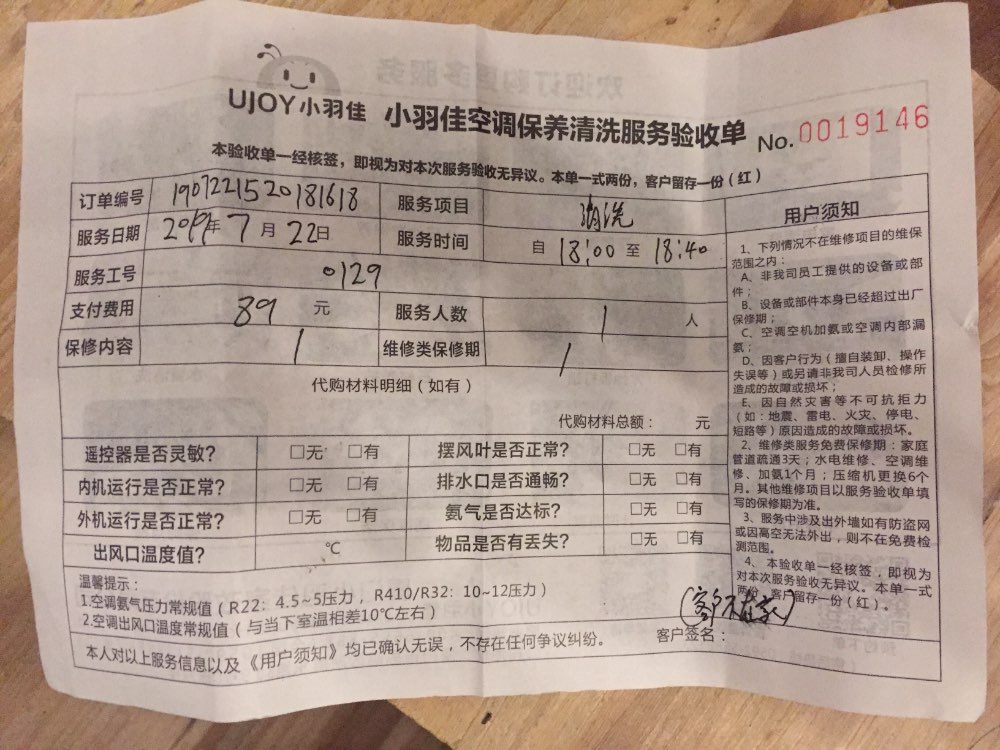 UJOY小羽佳 小羽佳空调保养清洗服务验收单 No.0019146
本验收单一经核签，即视为对本次服务验收无异议。本单一式两份，客户留存一份（红）
订单编号 1907221520181618 服务项目 清洗
服务日期 2019年7月22日 服务时间 自 18:00 至 18:40
服务工号 0129
支付费用 89 元 服务人数 1 人
保修内容 / 维修类保修期 /
代购材料明细（如有）
代购材料总额： 元
遥控器是否灵敏？ □无 □有 摆风叶是否正常？ □无 □有
内机运行是否正常？ □无 □有 排水口是否通畅？ □无 □有
外机运行是否正常？ □无 □有 氨气是否达标？ □无 □有
出风口温度值？ ℃ 物品是否有丢失？ □无 □有
温馨提示：
1.空调氨气压力常规值（R22：4.5~5压力，R410/R32：10~12压力）
2.空调出风口温度常规值（与当下室温相差10℃左右）
（客户不在家）
客户签名：
本人对以上服务信息以及《用户须知》均已确认无误，不存在任何争议纠纷。
用户须知
1、下列情况不在维修项目的维保
范围之内：
A、非我司员工提供的设备或部
件；
B、设备或部件本身已经超过出厂
保修期；
C、空调空机加氨或空调内部漏
氨；
D、因客户行为（擅自装卸、操作
失误等）或另请非我司人员检修所
造成的故障或损坏；
E、因自然灾害等不可抗拒力
（如：地震、雷电、火灾、停电、
短路等）原因造成的故障或损坏。
2、维修类服务免费保修期：家庭
管道疏通3天；水电维修、空调维
修、加氨1个月；压缩机更换6个
月。其他维修项目以服务验收单填
写的保修期为准。
3、服务中涉及出外墙如有防盗网
或因高空无法外出，则不在免费检
测范围。
4、本验收单一经核签，即视为
对本次服务验收无异议。本单一式
两份，客户留存一份（红）。